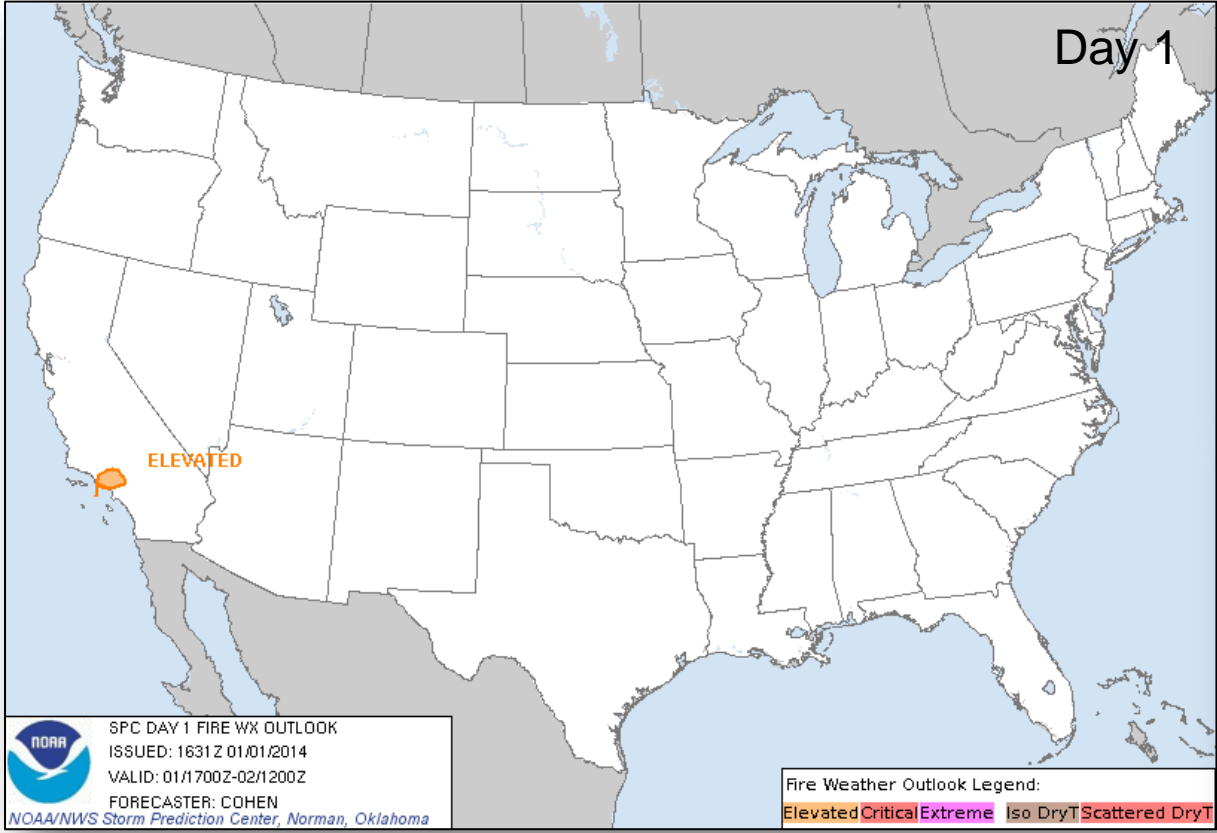 Day 1
ELEVATED
NOAA
SPC DAY 1 FIRE WX OUTLOOK
ISSUED: 1631Z 01/01/2014
VALID: 01/1700Z-02/1200Z
FORECASTER: COHEN
NOAA/NWS Storm Prediction Center, Norman, Oklahoma
Fire Weather Outlook Legend:
Elevated Critical Extreme Iso DryT Scattered DryT